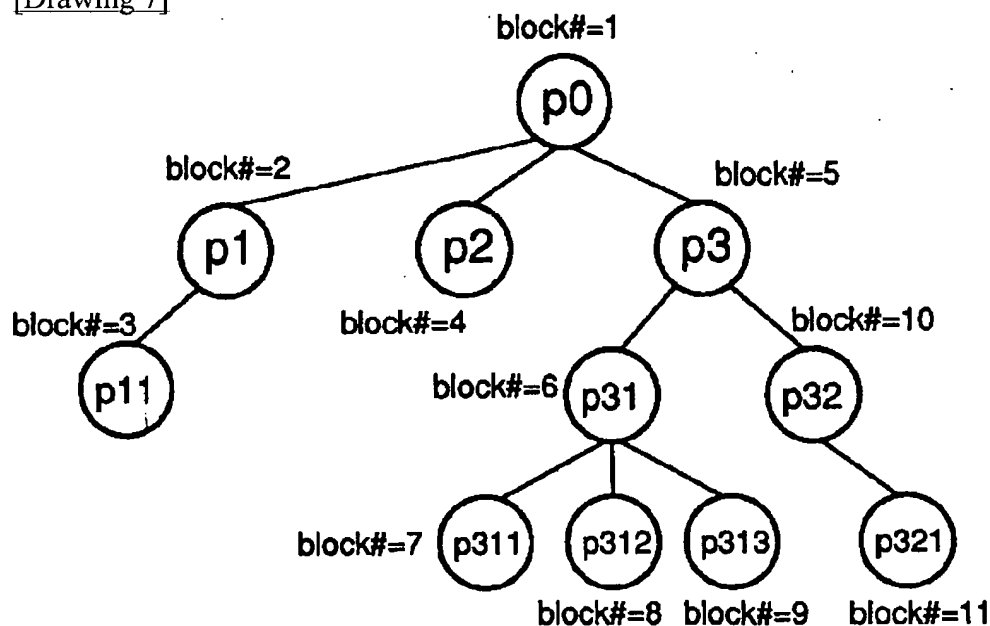 [Drawing 7]
block#=1
p0
block#=2
block#=5
p1
p2
p3
block#=3
block#=4
block#=10
p11
block#=6
p31
p32
block#=7
p311
p312
p313
p321
block#=8
block#=9
block#=11